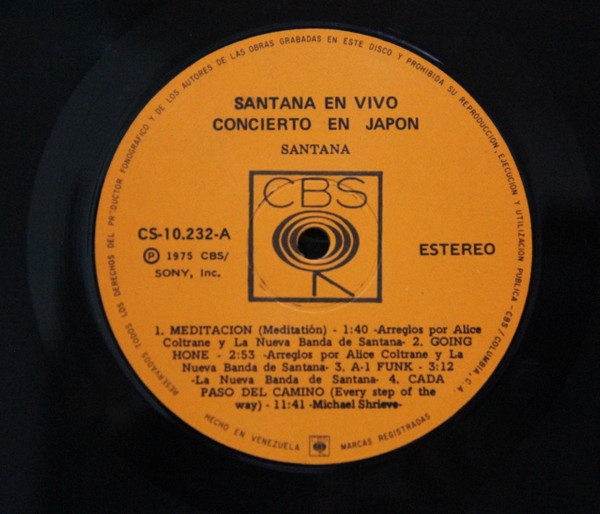 RESERVADOS TODOS LOS DERECHOS DEL PRODUCTOR FONOGRAFICO Y DE LOS AUTORES DE LAS OBRAS GRABADAS EN ESTE DISCO Y PROHIBIDA SU REPRODUCCION, EJECUCION Y UTILIZACION PUBLICA - CBS/COLUMBIA, C.A.
SANTANA EN VIVO
CONCIERTO EN JAPON
SANTANA
CBS
CS-10.232-A
℗ 1975 CBS/
SONY, Inc.
ESTEREO
1. MEDITACION (Meditatión) - 1:40 -Arreglos por Alice
Coltrane y La Nueva Banda de Santana- 2. GOING
HONE - 2:53 -Arreglos por Alice Coltrane y La
Nueva Banda de Santana- 3. A-1 FUNK - 3:12
-La Nueva Banda de Santana- 4. CADA
PASO DEL CAMINO (Every step of the
way) - 11:41 -Michael Shrieve-
HECHO EN VENEZUELA MARCAS REGISTRADAS